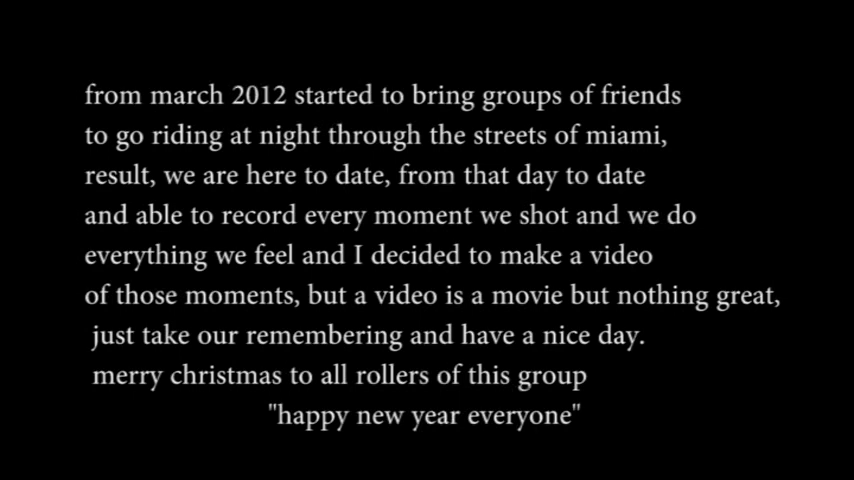 from march 2012 started to bring groups of friends
to go riding at night through the streets of miami,
result, we are here to date, from that day to date
and able to record every moment we shot and we do
everything we feel and I decided to make a video
of those moments, but a video is a movie but nothing great,
just take our remembering and have a nice day.
merry christmas to all rollers of this group
"happy new year everyone"